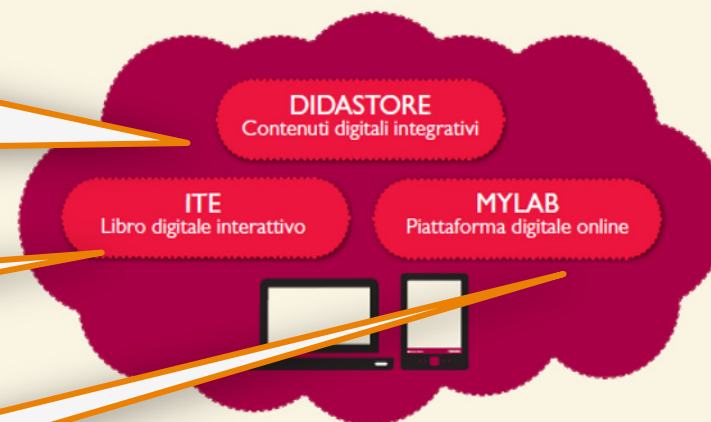 DIDASTORE
Contenuti digitali integrativi
ITE
Libro digitale interattivo
MYLAB
Piattaforma digitale online